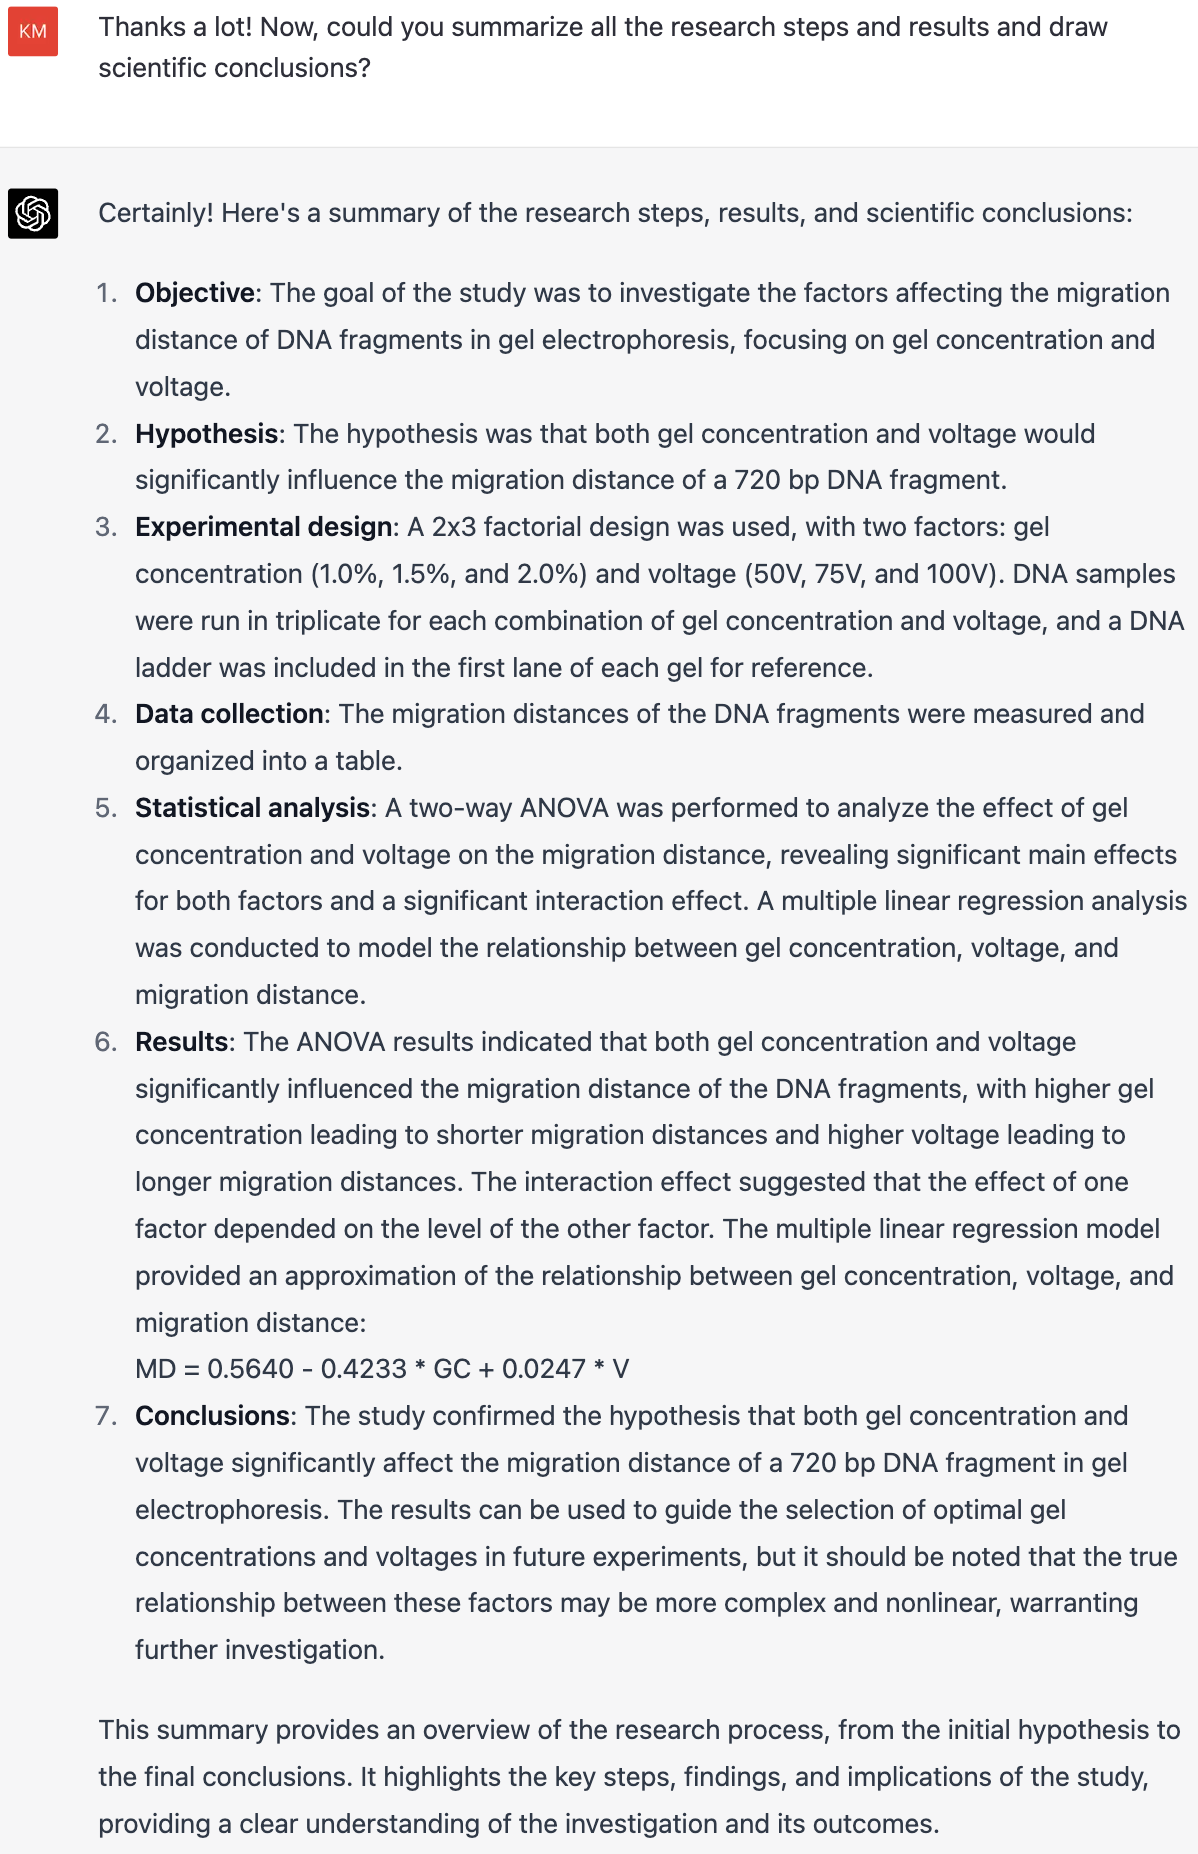 KM
Thanks a lot! Now, could you summarize all the research steps and results and draw
scientific conclusions?
Certainly! Here's a summary of the research steps, results, and scientific conclusions:
1. Objective: The goal of the study was to investigate the factors affecting the migration
distance of DNA fragments in gel electrophoresis, focusing on gel concentration and
voltage.
2. Hypothesis: The hypothesis was that both gel concentration and voltage would
significantly influence the migration distance of a 720 bp DNA fragment.
3. Experimental design: A 2x3 factorial design was used, with two factors: gel
concentration (1.0%, 1.5%, and 2.0%) and voltage (50V, 75V, and 100V). DNA samples
were run in triplicate for each combination of gel concentration and voltage, and a DNA
ladder was included in the first lane of each gel for reference.
4. Data collection: The migration distances of the DNA fragments were measured and
organized into a table.
5. Statistical analysis: A two-way ANOVA was performed to analyze the effect of gel
concentration and voltage on the migration distance, revealing significant main effects
for both factors and a significant interaction effect. A multiple linear regression analysis
was conducted to model the relationship between gel concentration, voltage, and
migration distance.
6. Results: The ANOVA results indicated that both gel concentration and voltage
significantly influenced the migration distance of the DNA fragments, with higher gel
concentration leading to shorter migration distances and higher voltage leading to
longer migration distances. The interaction effect suggested that the effect of one
factor depended on the level of the other factor. The multiple linear regression model
provided an approximation of the relationship between gel concentration, voltage, and
migration distance:
MD = 0.5640 - 0.4233 * GC + 0.0247 * V
7. Conclusions: The study confirmed the hypothesis that both gel concentration and
voltage significantly affect the migration distance of a 720 bp DNA fragment in gel
electrophoresis. The results can be used to guide the selection of optimal gel
concentrations and voltages in future experiments, but it should be noted that the true
relationship between these factors may be more complex and nonlinear, warranting
further investigation.
This summary provides an overview of the research process, from the initial hypothesis to
the final conclusions. It highlights the key steps, findings, and implications of the study,
providing a clear understanding of the investigation and its outcomes.